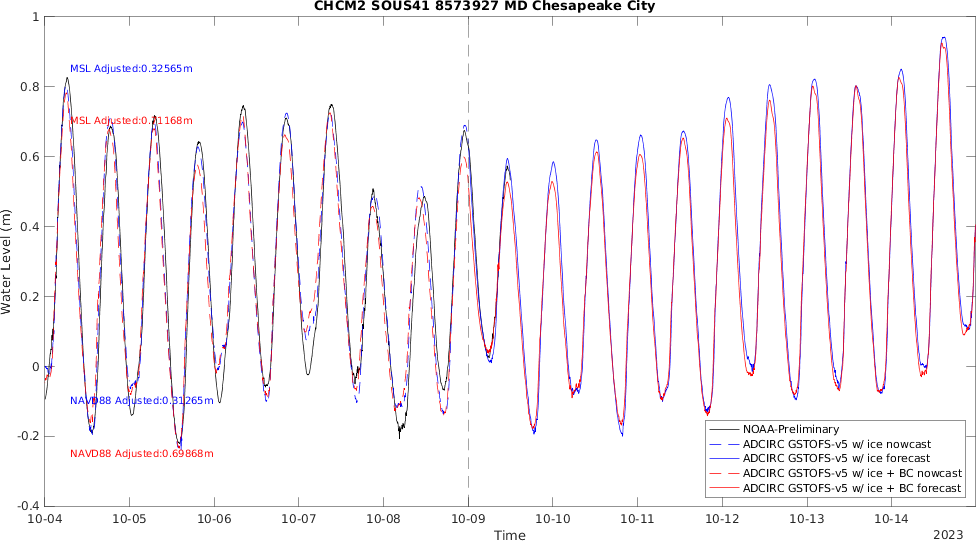 CHCM2 SOUS41 8573927 MD Chesapeake City
1
0.8
0.6
0.4
0.2
0
-0.2
-0.4
Water Level (m)
MSL Adjusted:0.32565m
MSL Adjusted:0.71168m
NAVD88 Adjusted:0.31265m
NAVD88 Adjusted:0.69868m
NOAA-Preliminary
ADCIRC GSTOFS-v5 w/ ice nowcast
ADCIRC GSTOFS-v5 w/ ice forecast
ADCIRC GSTOFS-v5 w/ ice + BC nowcast
ADCIRC GSTOFS-v5 w/ ice + BC forecast
10-04 10-05 10-06 10-07 10-08 10-09 10-10 10-11 10-12 10-13 10-14
Time
2023